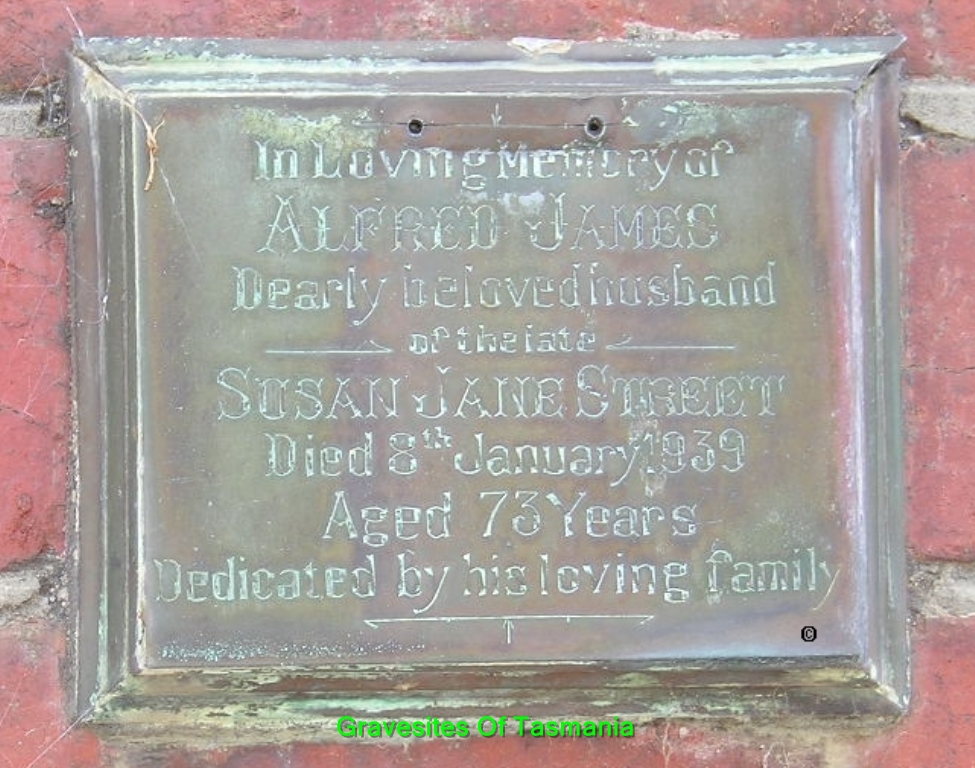 In Loving Memory of
ALFRED JAMES
Dearly beloved husband
of the late
SUSAN JANE STREET
Died 8th January 1939
Aged 73 Years
Dedicated by his loving family
©
Gravesites Of Tasmania